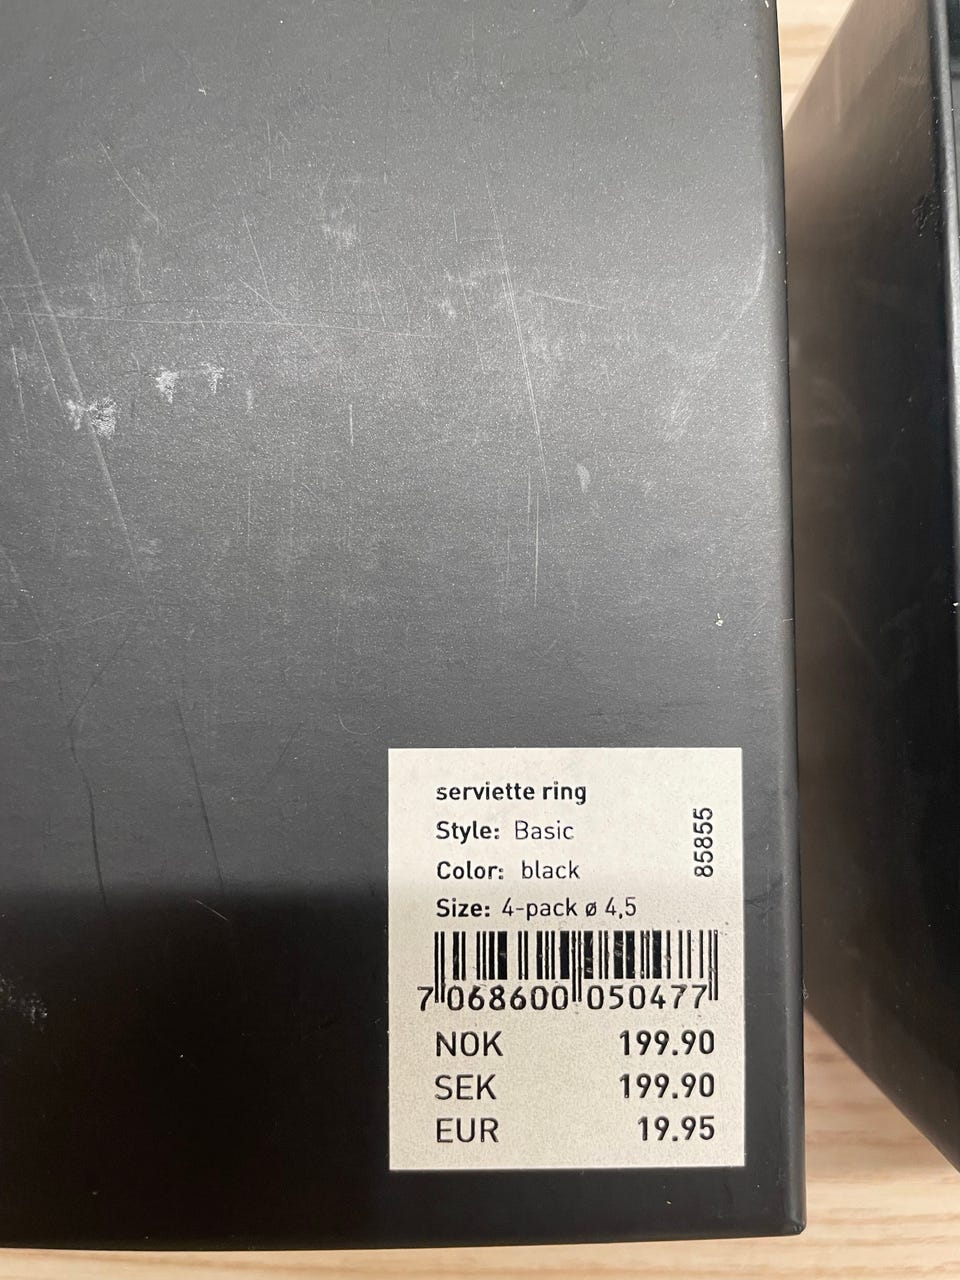 serviette ring
Style: Basic
Color: black
Size: 4-pack ø 4,5
85855
7 068600 050477
NOK 199.90
SEK 199.90
EUR 19.95